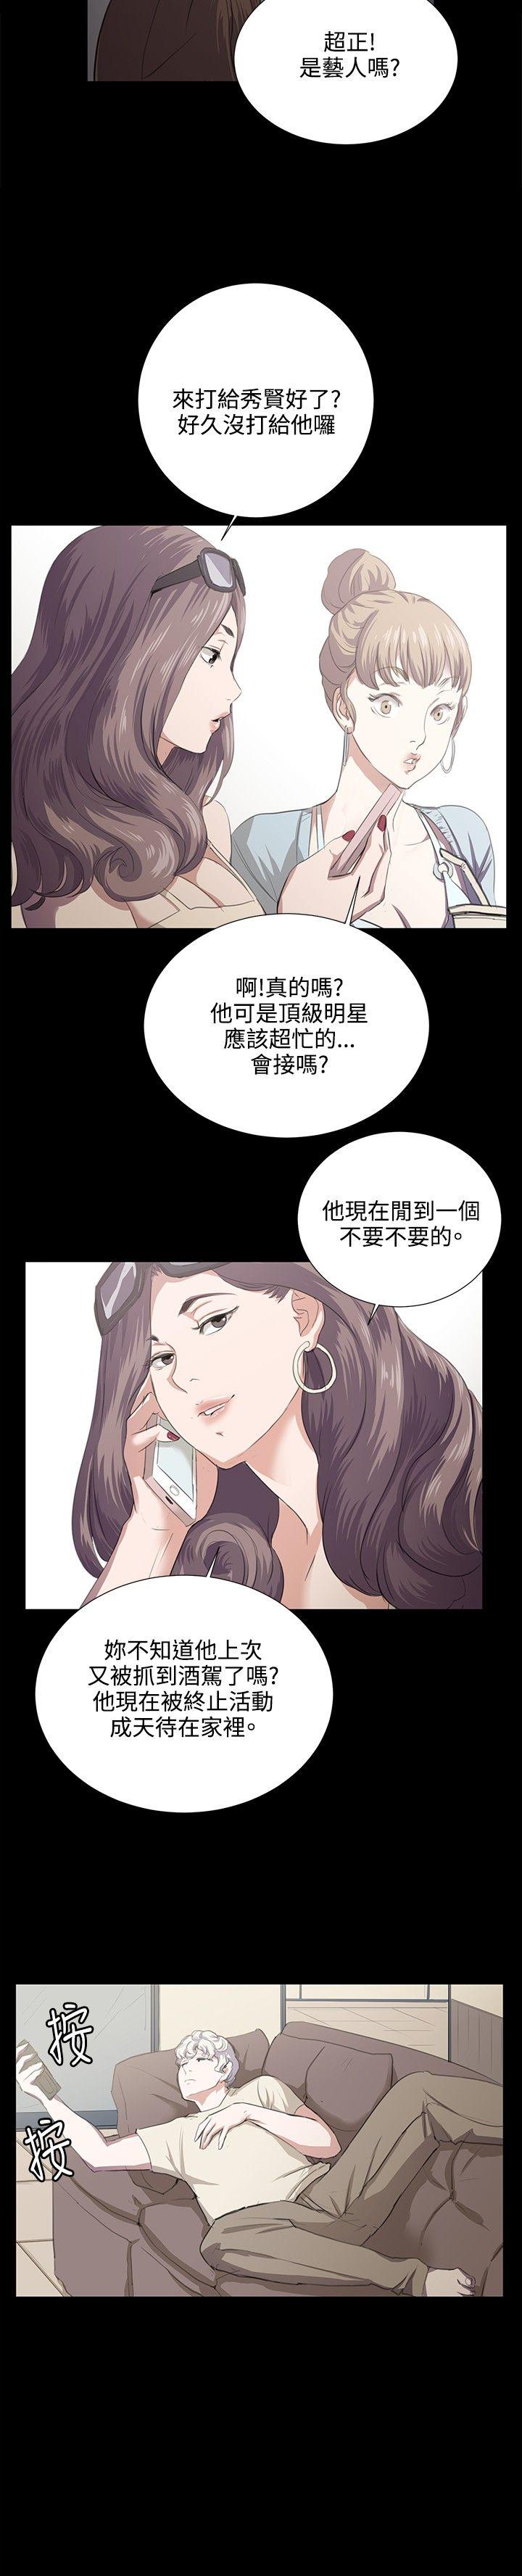 超正!
是藝人嗎?
來打給秀賢好了?
好久沒打給他囉
啊!真的嗎?
他可是頂級明星
應該超忙的...
會接嗎?
他現在閒到一個
不要不要的。
妳不知道他上次
又被抓到酒駕了嗎?
他現在被終止活動
成天待在家裡。
按
按